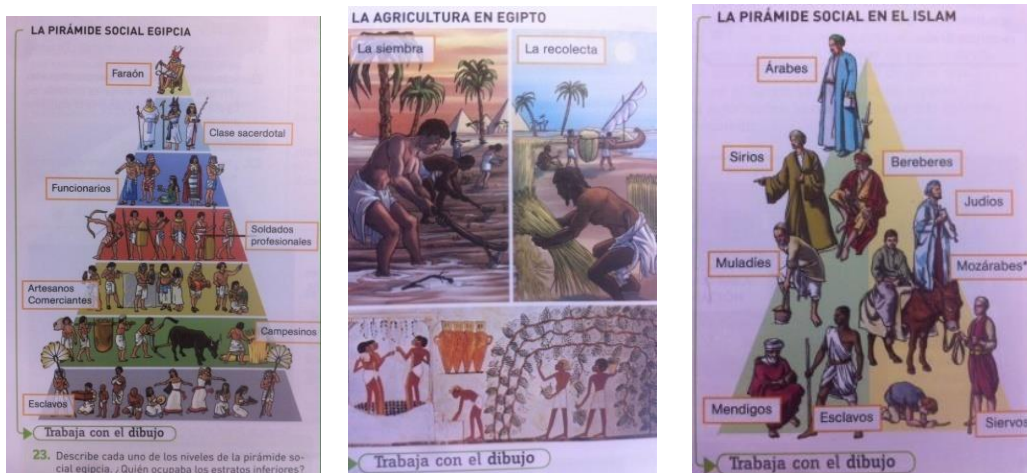 LA PIRÁMIDE SOCIAL EGIPCIA
Faraón
Clase sacerdotal
Funcionarios
Soldados
profesionales
Artesanos
Comerciantes
Campesinos
Esclavos
Trabaja con el dibujo
23. Describe cada uno de los niveles de la pirámide so-
cial egipcia. ¿Quién ocupaba los estratos inferiores?
LA AGRICULTURA EN EGIPTO
La siembra
La recolecta
Trabaja con el dibujo
LA PIRÁMIDE SOCIAL EN EL ISLAM
Árabes
Sirios
Bereberes
Judíos
Muladíes
Mozárabes*
Mendigos
Esclavos
Siervos
Trabaja con el dibujo